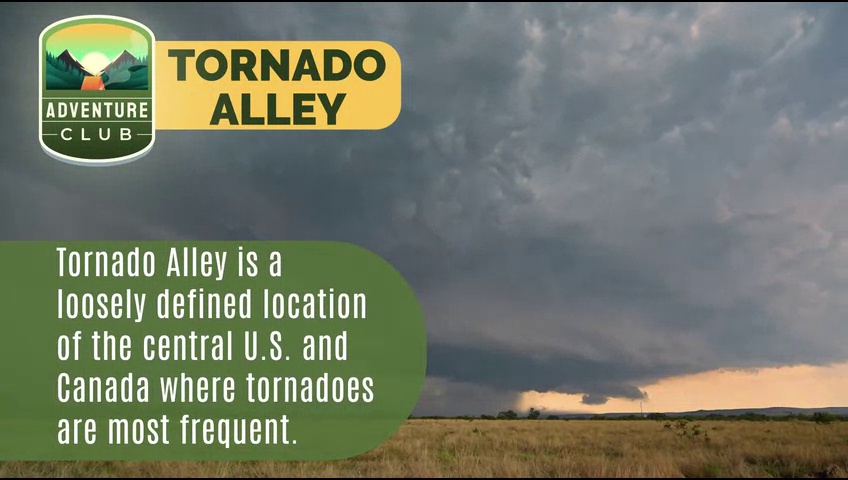 ADVENTURE
CLUB
TORNADO
ALLEY
Tornado Alley is a
loosely defined location
of the central U.S. and
Canada where tornadoes
are most frequent.